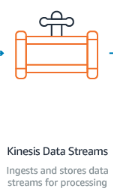 Kinesis Data Streams
Ingests and stores data
streams for processing